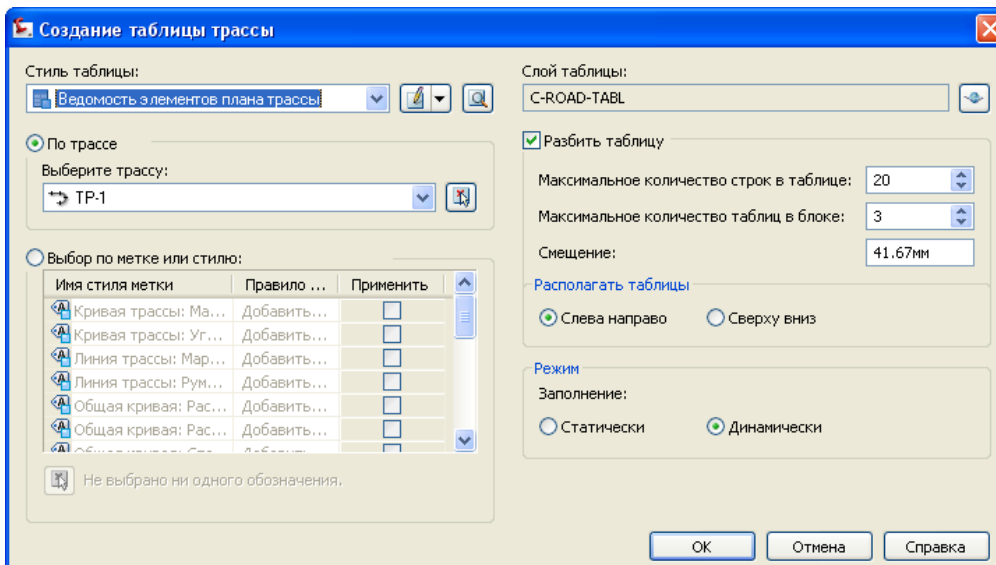 Создание таблицы трассы
Стиль таблицы:
Ведомость элементов плана трассы
По трассе
Выберите трассу:
ТР-1
Выбор по метке или стилю:
Имя стиля метки Правило ... Применить
Кривая трассы: Ма... Добавить...
Кривая трассы: Уг... Добавить...
Линия трассы: Мар... Добавить...
Линия трассы: Рум... Добавить...
Общая кривая: Рас... Добавить...
Общая кривая: Рас... Добавить...
Не выбрано ни одного обозначения.
Слой таблицы:
C-ROAD-TABL
Разбить таблицу
Максимальное количество строк в таблице: 20
Максимальное количество таблиц в блоке: 3
Смещение: 41.67мм
Располагать таблицы
Слева направо Сверху вниз
Режим
Заполнение:
Статически Динамически
ОК Отмена Справка